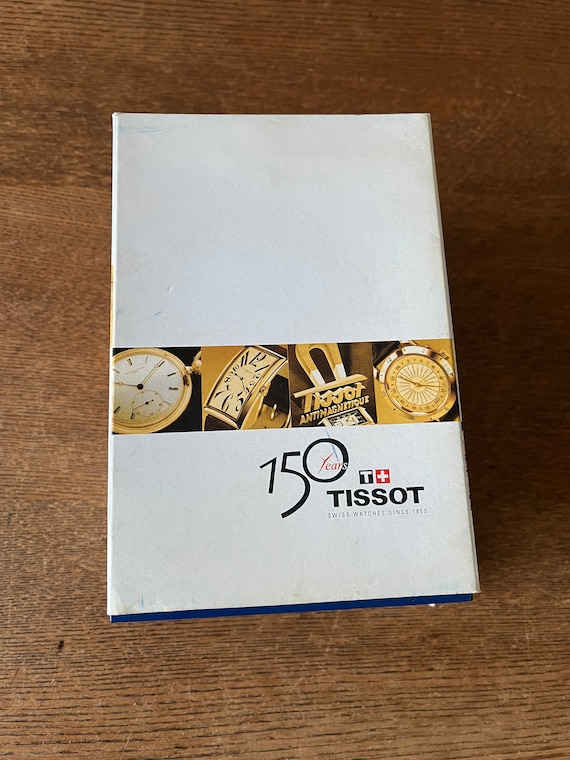 Tissot
ANTIMAGNETIQUE
150 Years
T+
TISSOT
SWISS WATCHES SINCE 1853